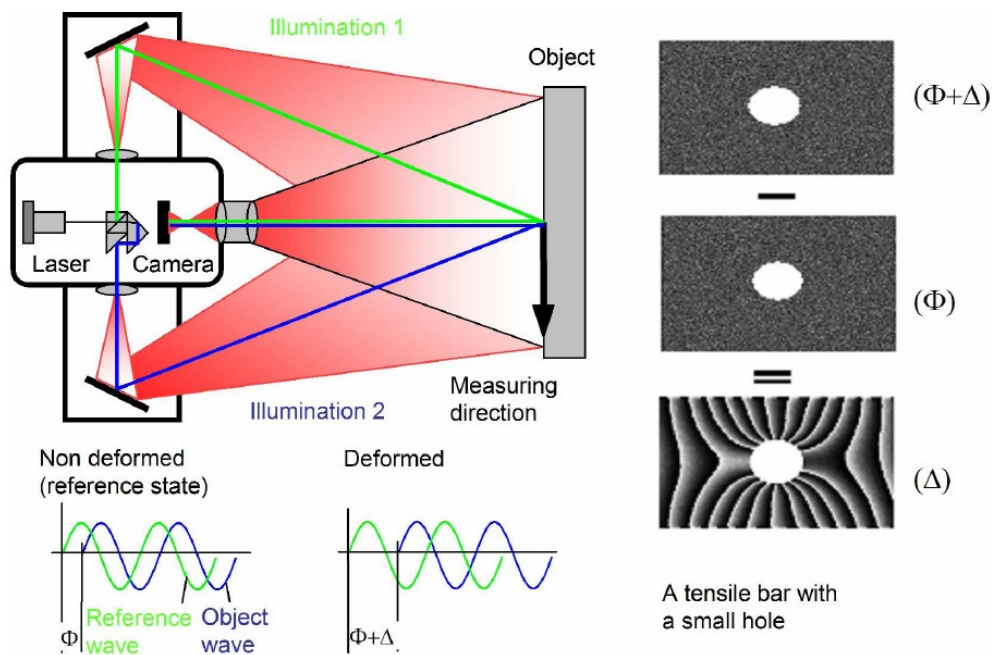 Illumination 1
Object
Laser
Camera
Illumination 2
Measuring
direction
Non deformed
(reference state)
Deformed
Reference
wave
Object
wave
Φ
Φ+Δ
(Φ+Δ)
(Φ)
(Δ)
A tensile bar with
a small hole